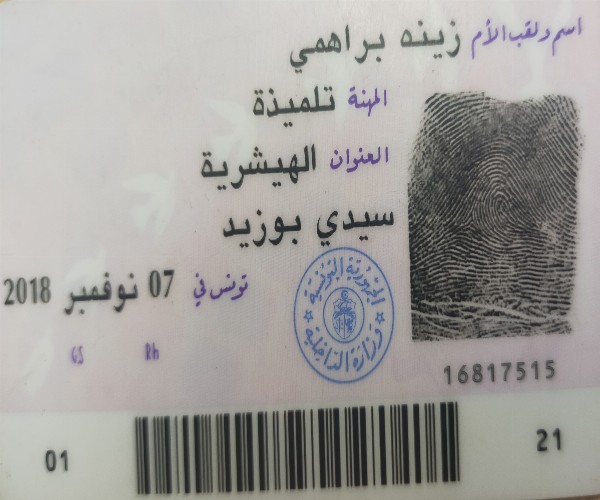 اسم ولقب الأم زينه براهمي
المهنة تلميذة
العنوان الهيشرية
سيدي بوزيد
تونس في 07 نوفمبر 2018
الجمهورية التونسية
وزارة الداخلية
GS Rh
16817515
01 21